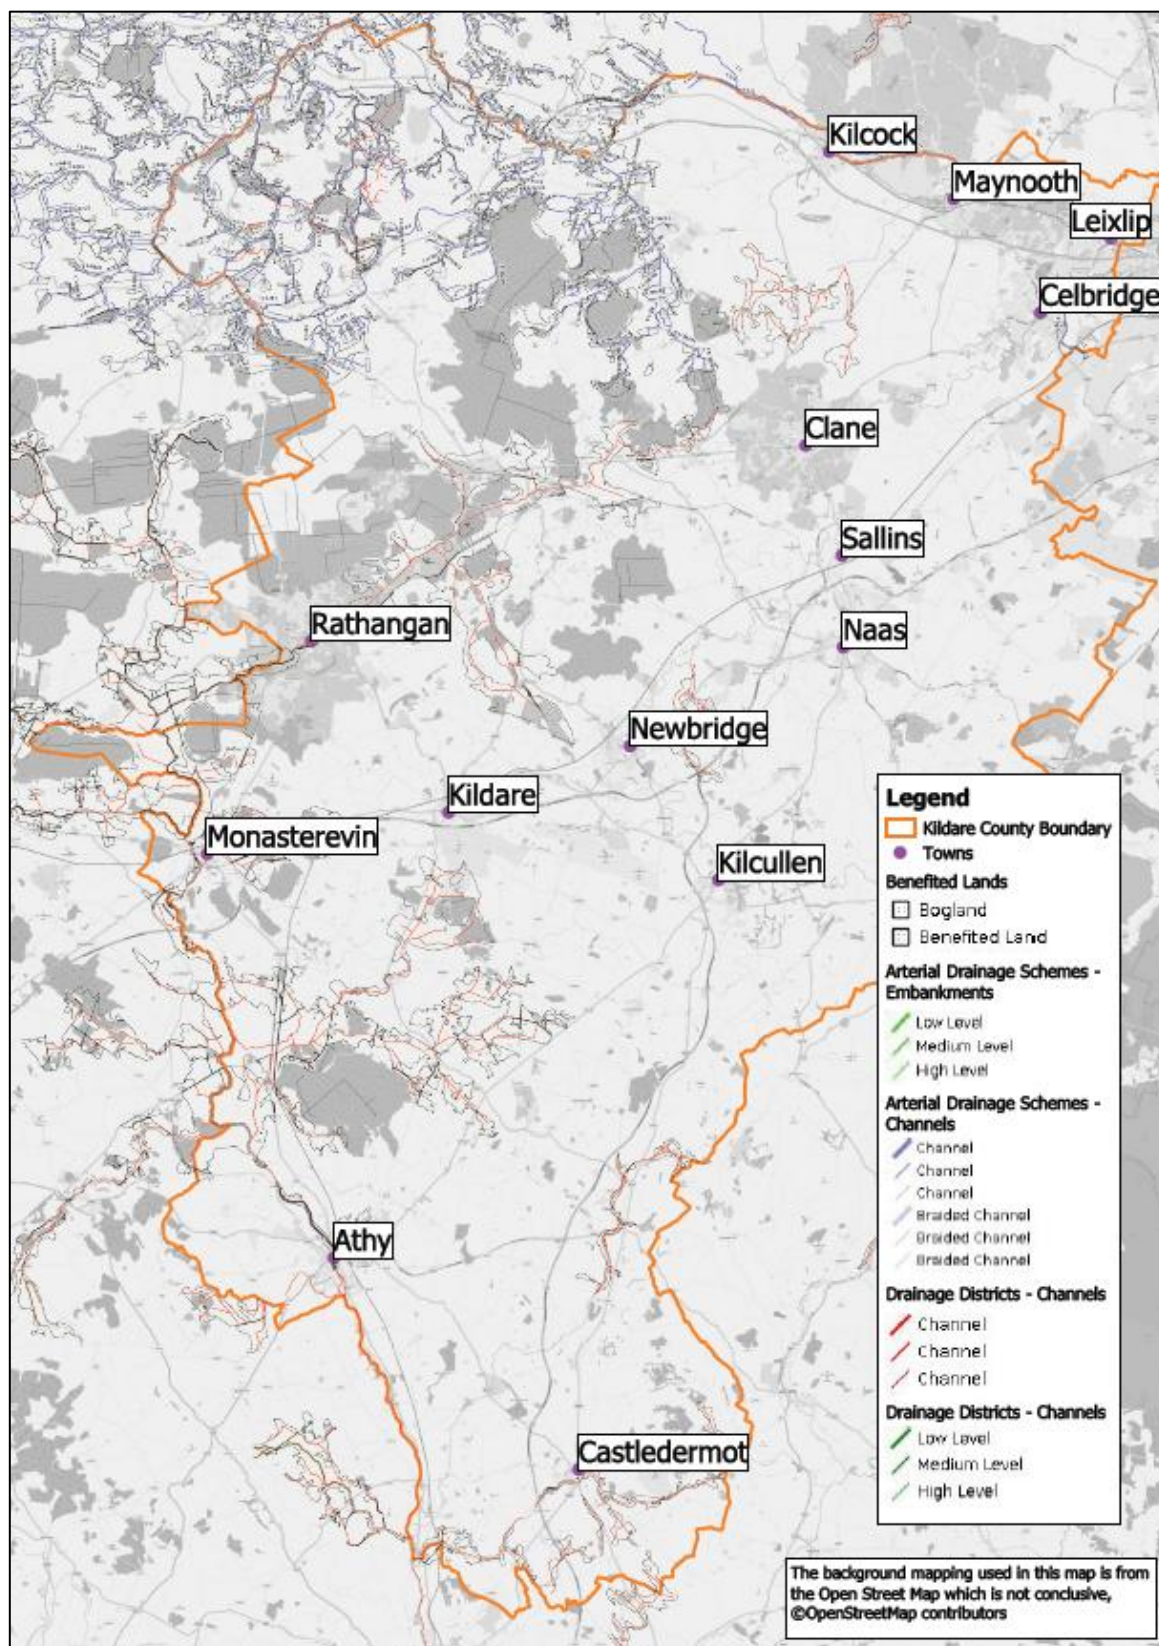 Kilcock
Maynooth
Leixlip
Celbridge
Clane
Sallins
Rathangan
Naas
Newbridge
Kildare
Monasterevin
Kilcullen
Athy
Castledermot
Legend
Kildare County Boundary
Towns
Benefited Lands
Bogland
Benefited Land
Arterial Drainage Schemes -
Embankments
Low Level
Medium Level
High Level
Arterial Drainage Schemes -
Channels
Channel
Channel
Channel
Braided Channel
Braided Channel
Braided Channel
Drainage Districts - Channels
Channel
Channel
Channel
Drainage Districts - Channels
Low Level
Medium Level
High Level
The background mapping used in this map is from
the Open Street Map which is not conclusive,
©OpenStreetMap contributors